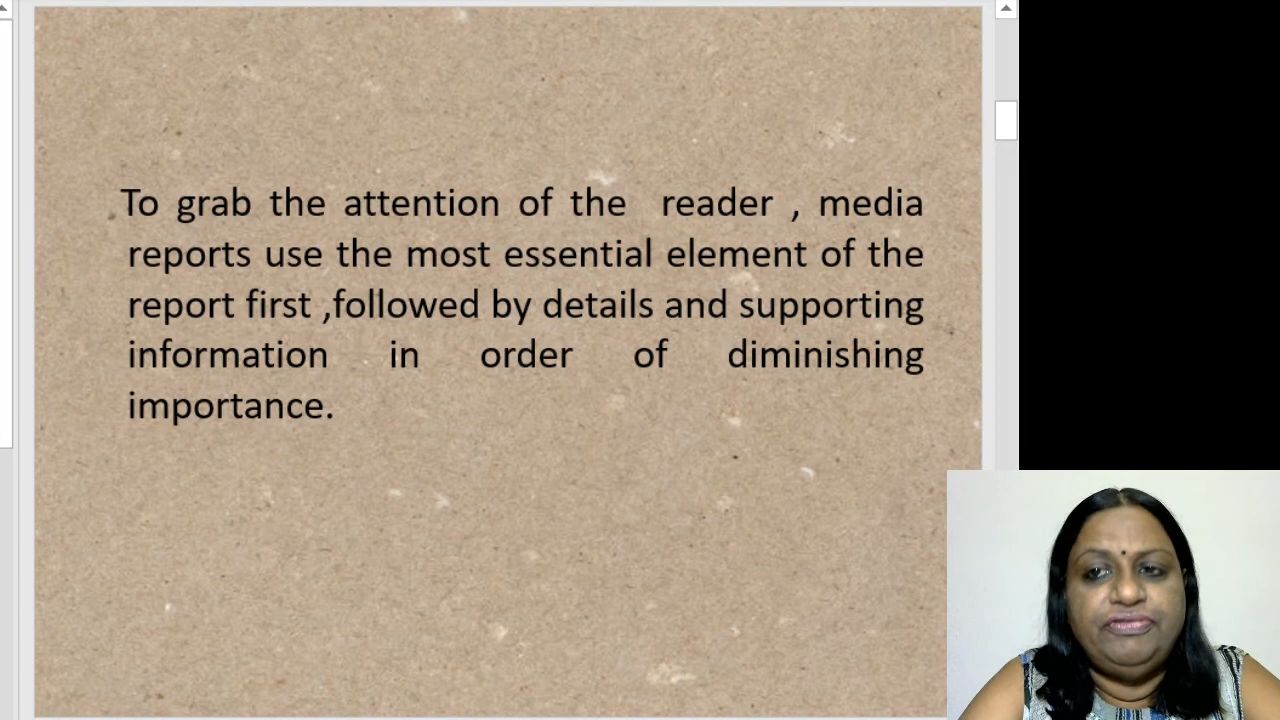 To grab the attention of the reader , media
reports use the most essential element of the
report first ,followed by details and supporting
information in order of diminishing
importance.